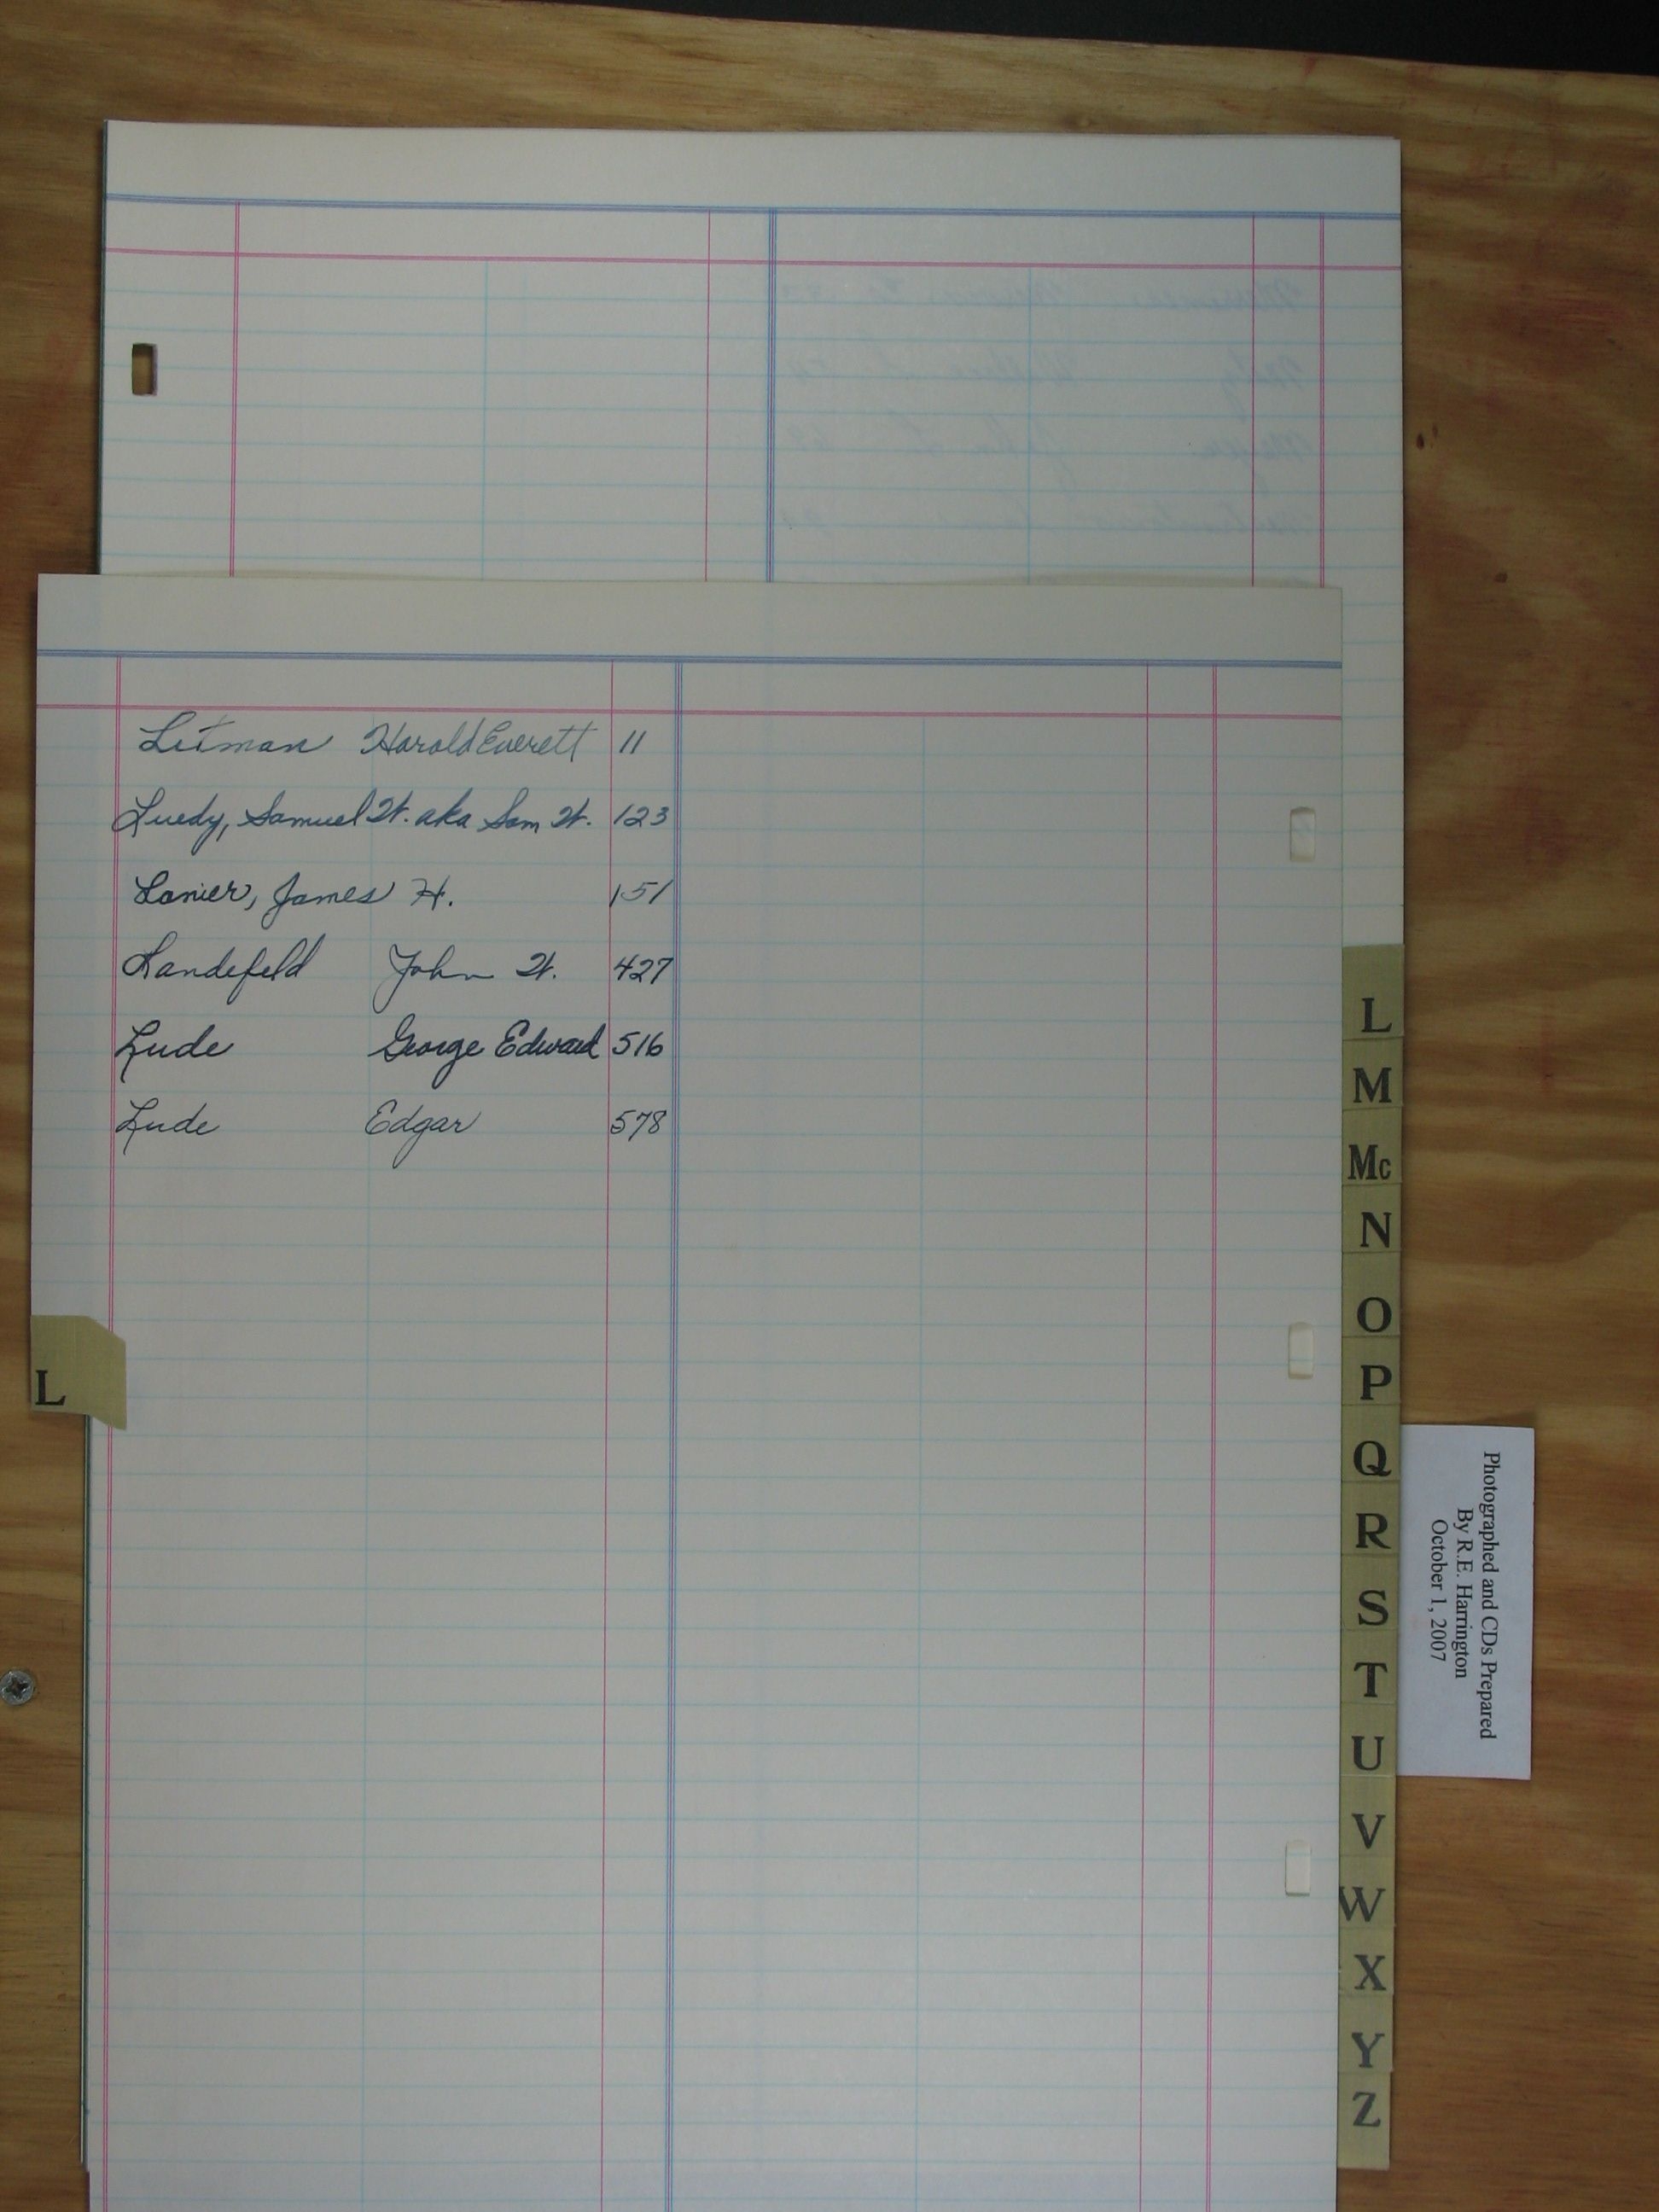 Litman Harold Everett 11
Luedy, Samuel W. aka Sam W. 123
Lanier, James H. 151
Landefeld John W. 427
Lude George Edward 516
Lude Edgar 578
L
L
M
Mc
N
O
P
Q
R
S
T
U
V
W
X
Y
Z
Photographed and CDs Prepared
By R.E. Harrington
October 1, 2007